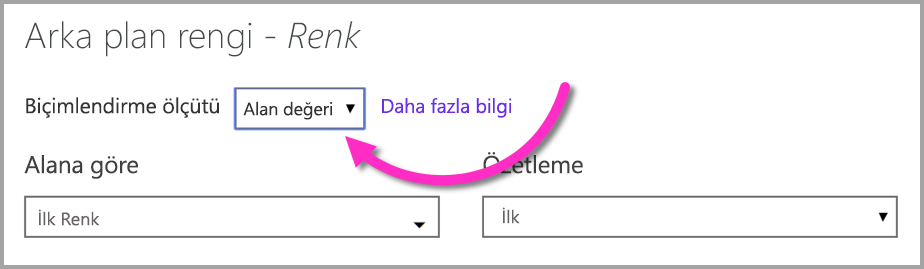 Arka plan rengi - Renk
Biçimlendirme ölçütü Alan değeri Daha fazla bilgi
Alana göre Özetleme
İlk Renk İlk